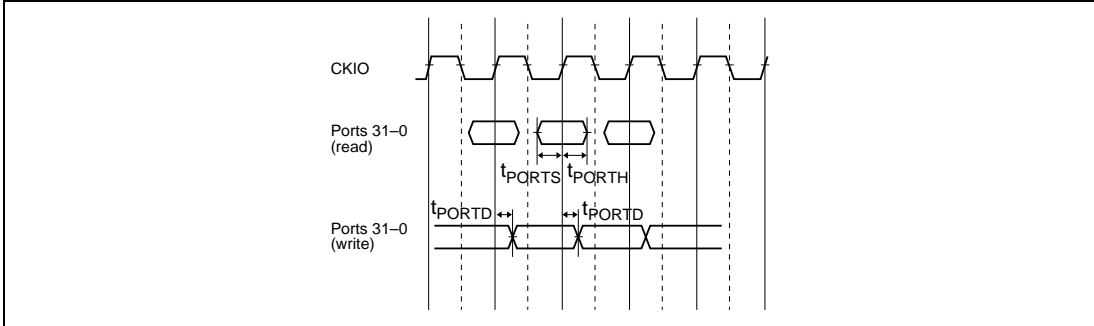 CKIO
Ports 31–0
(read)
tPORTS tPORTH
tPORTD tPORTD
Ports 31–0
(write)